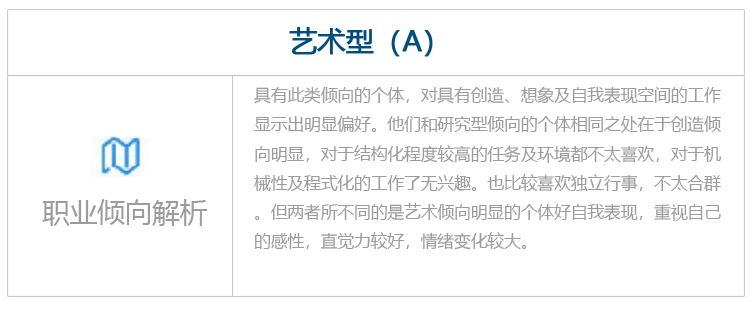 艺术型（A）
职业倾向解析
具有此类倾向的个体，对具有创造、想象及自我表现空间的工作
显示出明显偏好。他们和研究型倾向的个体相同之处在于创造倾
向明显，对于结构化程度较高的任务及环境都不太喜欢，对于机
械性及程式化的工作了无兴趣。也比较喜欢独立行事，不太合群
。但两者所不同的是艺术倾向明显的个体好自我表现，重视自己
的感性，直觉力较好，情绪变化较大。